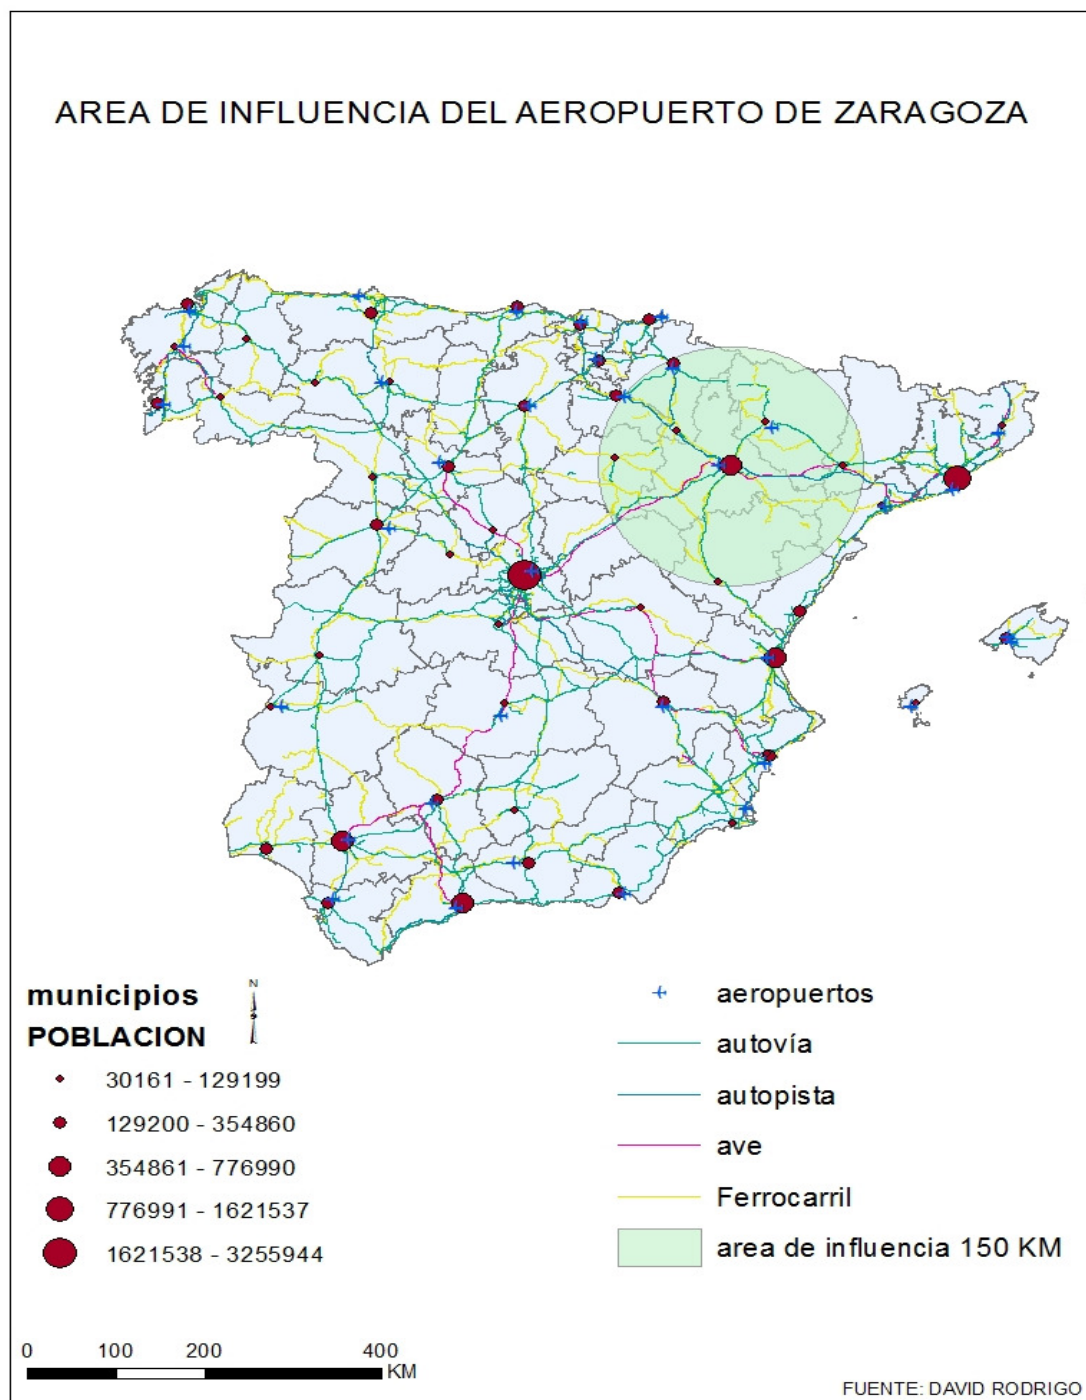 AREA DE INFLUENCIA DEL AEROPUERTO DE ZARAGOZA
municipios
N
POBLACION
30161 - 129199
129200 - 354860
354861 - 776990
776991 - 1621537
1621538 - 3255944
aeropuertos
autovía
autopista
ave
Ferrocarril
area de influencia 150 KM
0 100 200 400
KM
FUENTE: DAVID RODRIGO